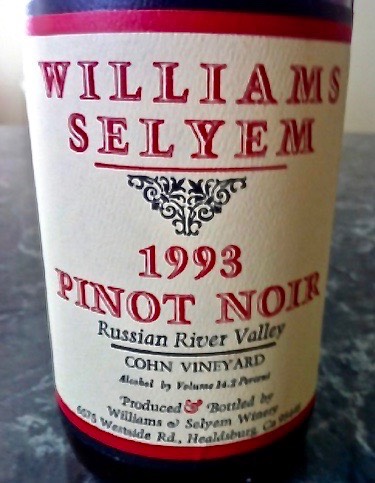 WILLIAMS
SELYEM
1993
PINOT NOIR
Russian River Valley
COHN VINEYARD
Alcohol by Volume 14.2 Percent
Produced & Bottled by
Williams & Selyem Winery
6575 Westside Rd., Healdsburg, Ca